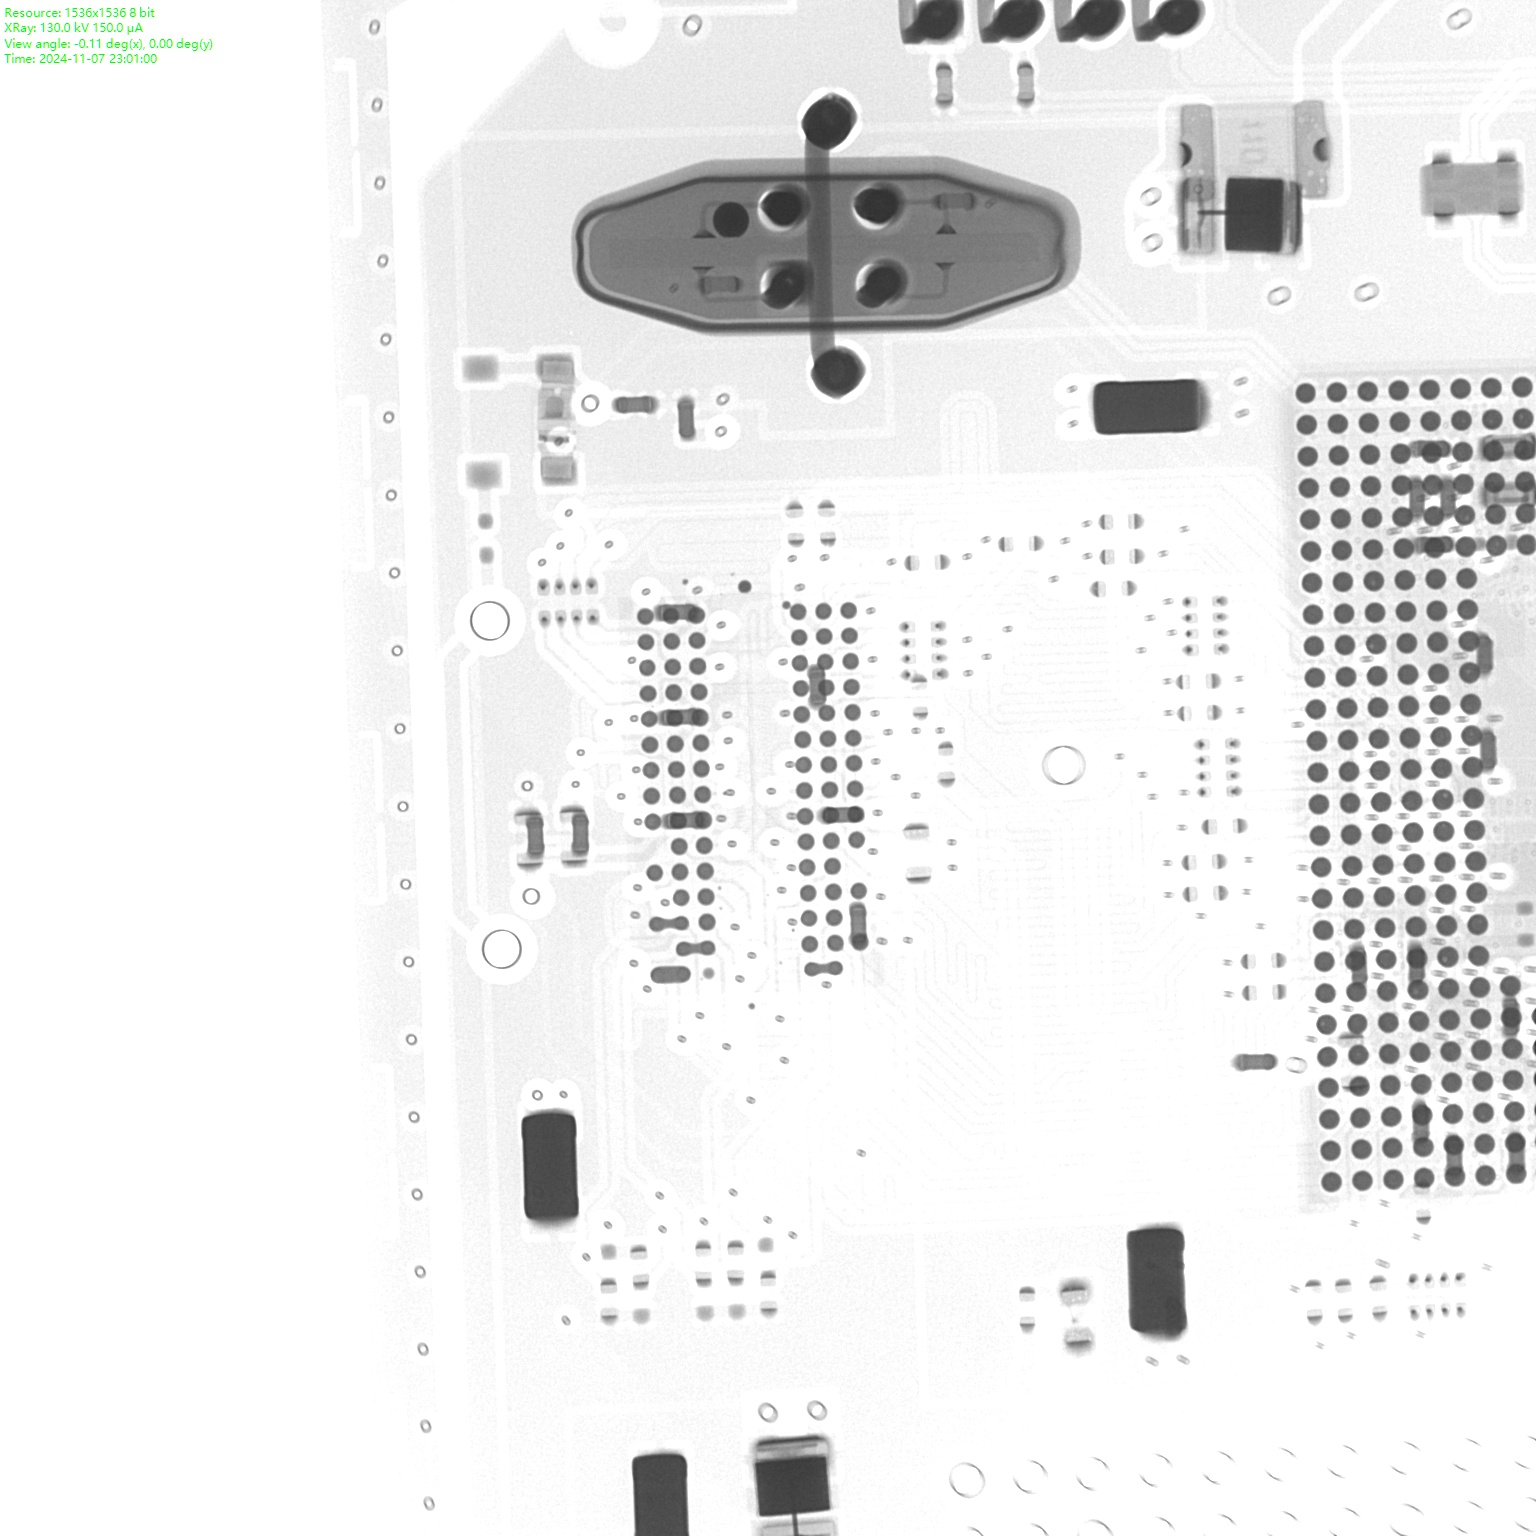 Resource: 1536x1536 8 bit
XRay: 130.0 kV 150.0 µA
View angle: -0.11 deg(x), 0.00 deg(y)
Time: 2024-11-07 23:01:00